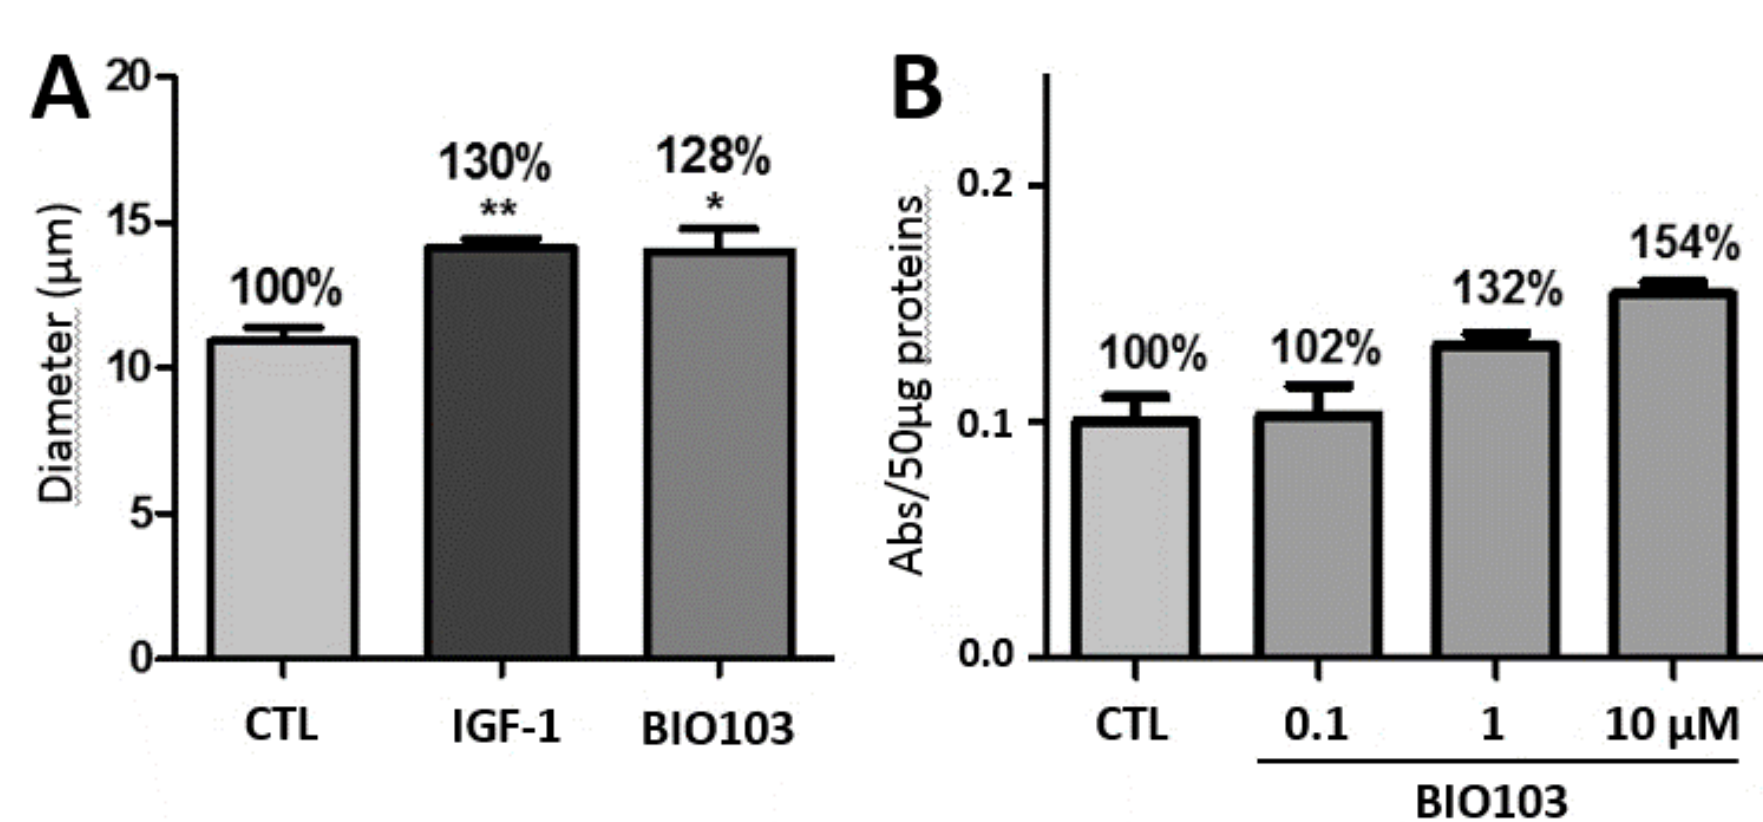 A
20
15
10
5
0
Diameter (µm)
100%
130%
**
128%
*
CTL
IGF-1
BIO103
B
0.2
0.1
0.0
Abs/50µg proteins
100%
102%
132%
154%
CTL
0.1
1
10 µM
BIO103